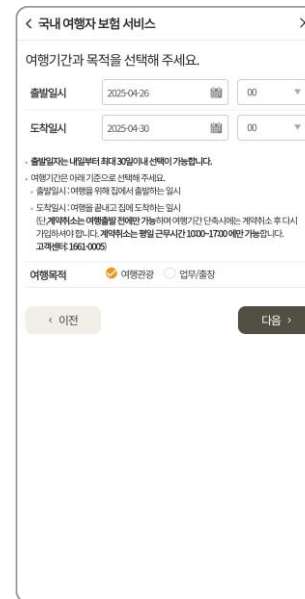 < 국내 여행자 보험 서비스 ×
여행기간과 목적을 선택해 주세요.
출발일시 2025-04-26 00
도착일시 2025-04-30 00
- 출발일자는 내일부터 최대 30일이내 선택이 가능합니다.
- 여행기간은 아래 기준으로 선택해 주세요.
- 출발일시 : 여행을 위해 집에서 출발하는 일시
- 도착일시 : 여행을 끝내고 집에 도착하는 일시
(단, 계약취소는 여행출발 전에만 가능하며 여행기간 단축시에는 계약취소 후 다시
가입하셔야 합니다. 계약취소는 평일 근무시간 10:00~17:00에만 가능합니다.
고객센터: 1661-0005)
여행목적 여행관광 업무/출장
< 이전 다음 >